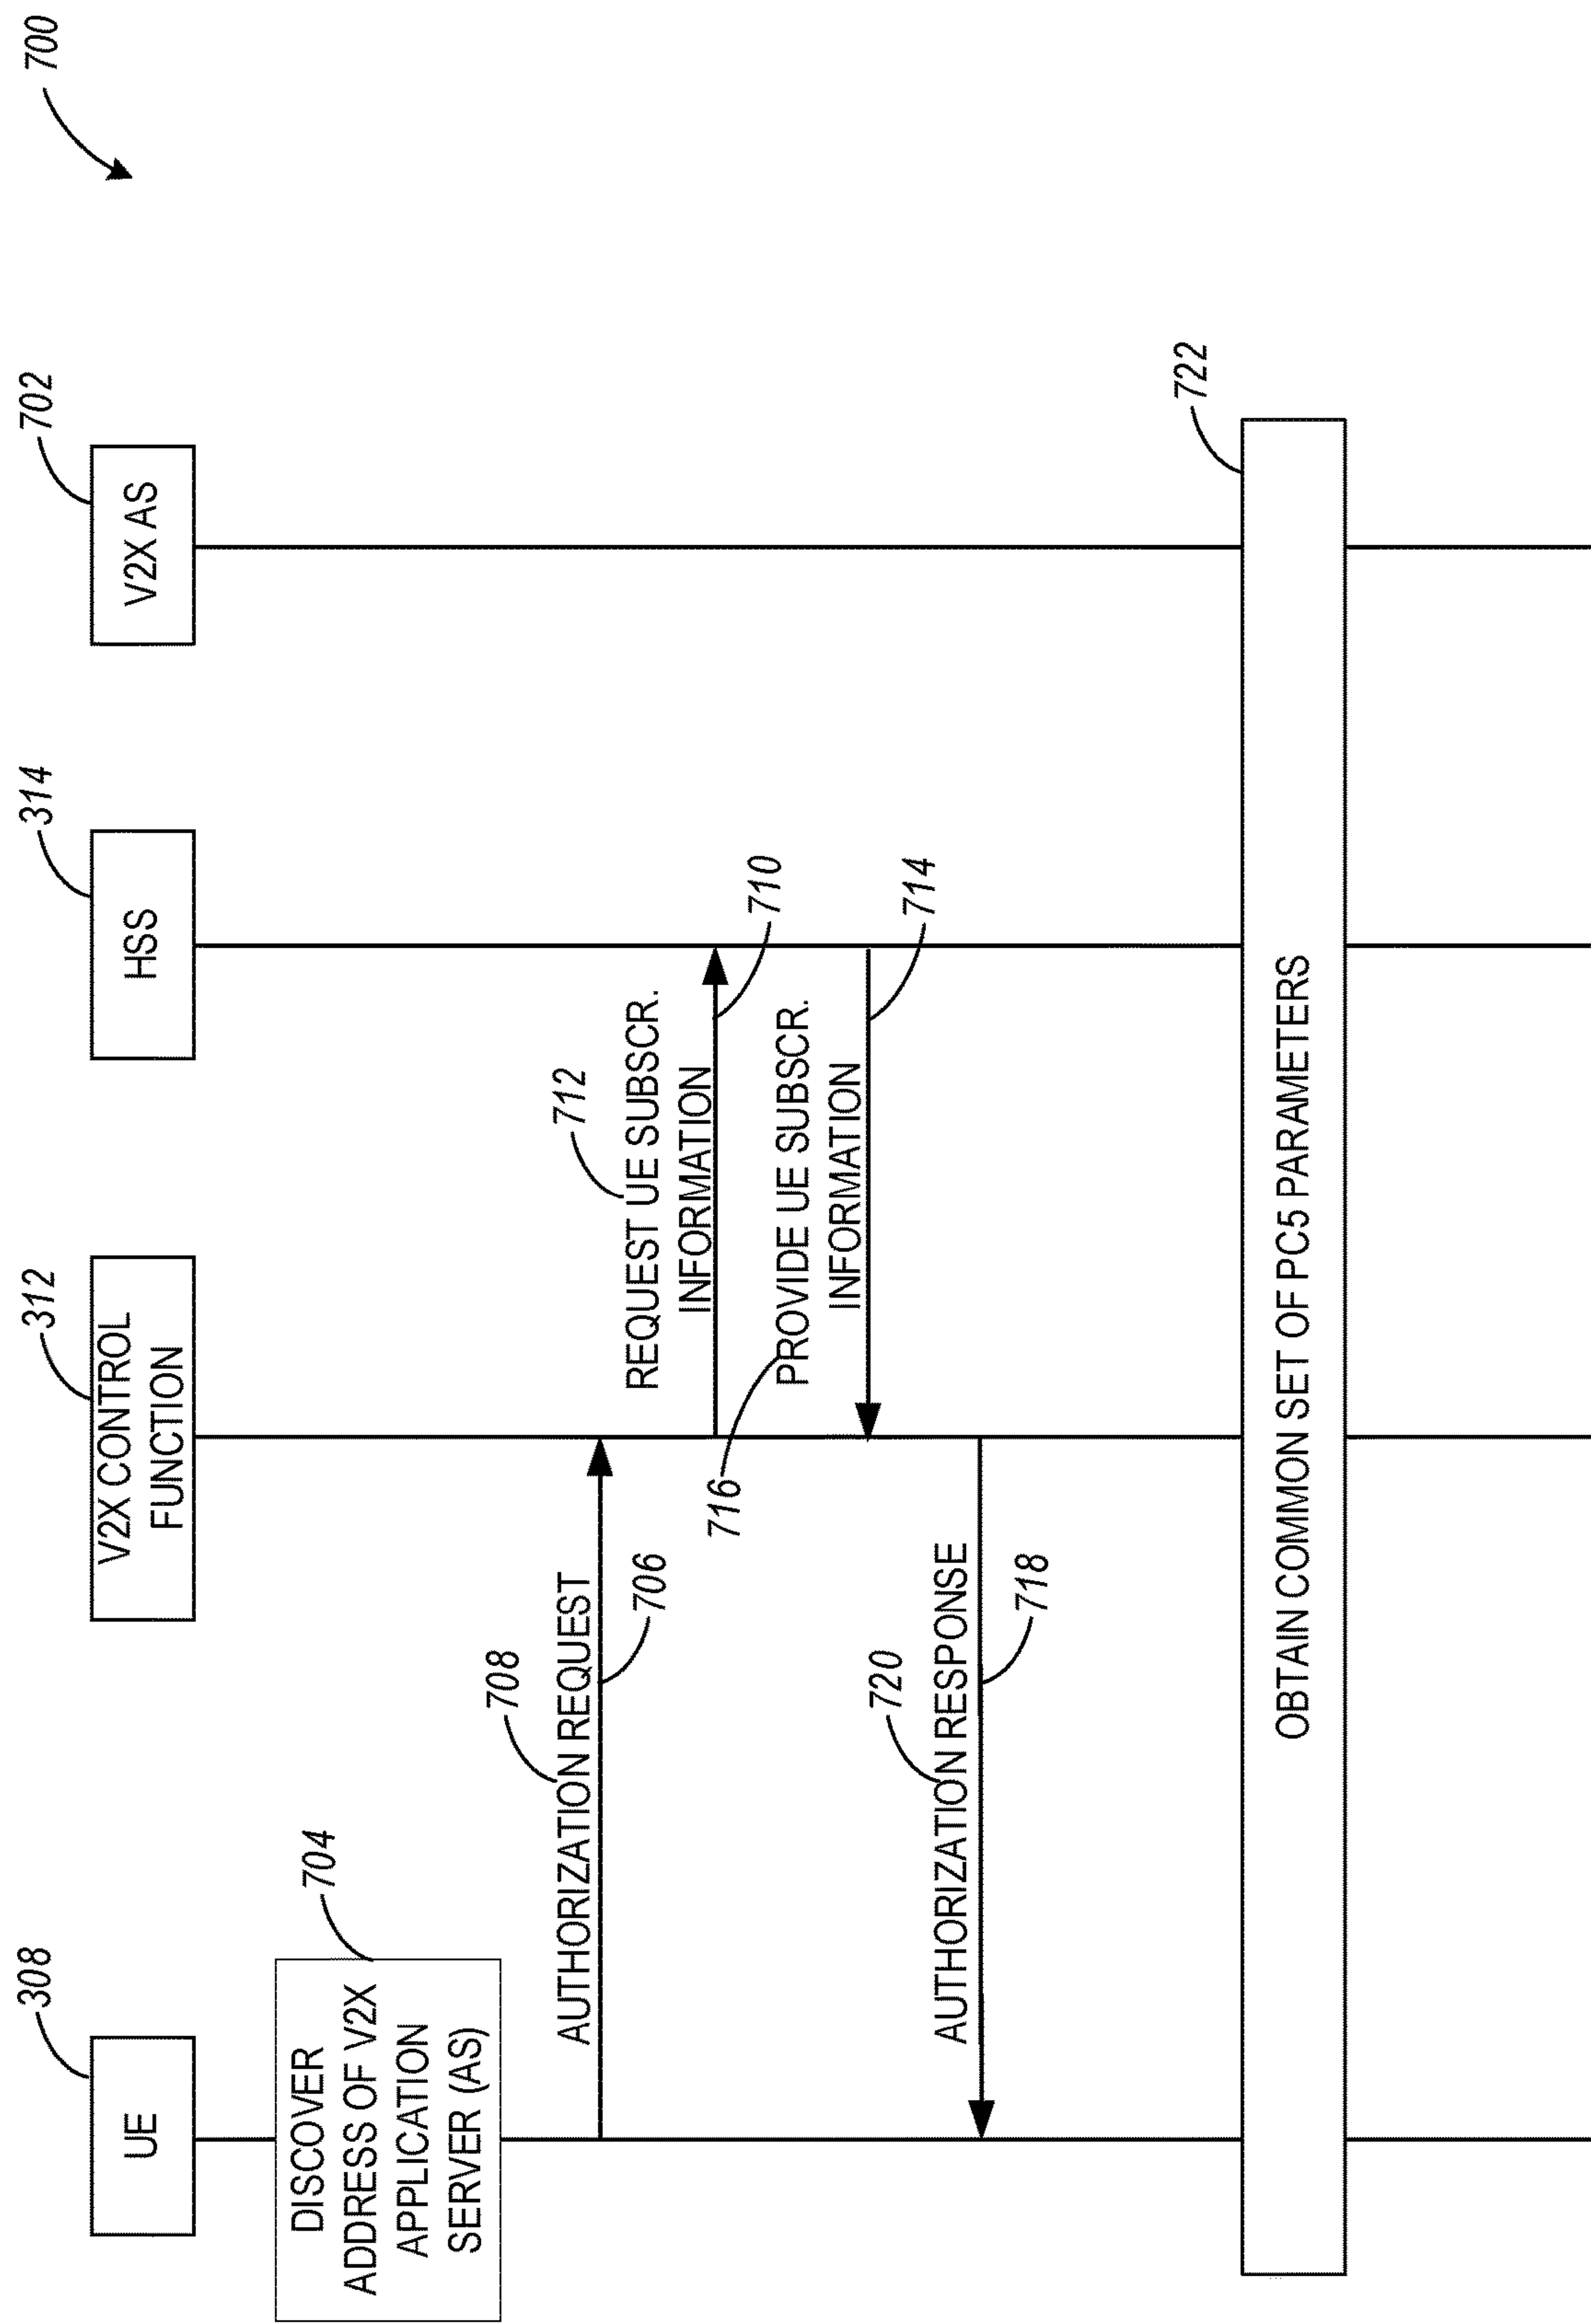 700
308
312
314
702
UE
V2X CONTROL
FUNCTION
HSS
V2X AS
DISCOVER
ADDRESS OF V2X
APPLICATION
SERVER (AS)
704
708
AUTHORIZATION REQUEST
706
712
REQUEST UE SUBSCR.
INFORMATION
710
716
PROVIDE UE SUBSCR.
INFORMATION
714
720
AUTHORIZATION RESPONSE
718
722
OBTAIN COMMON SET OF PC5 PARAMETERS